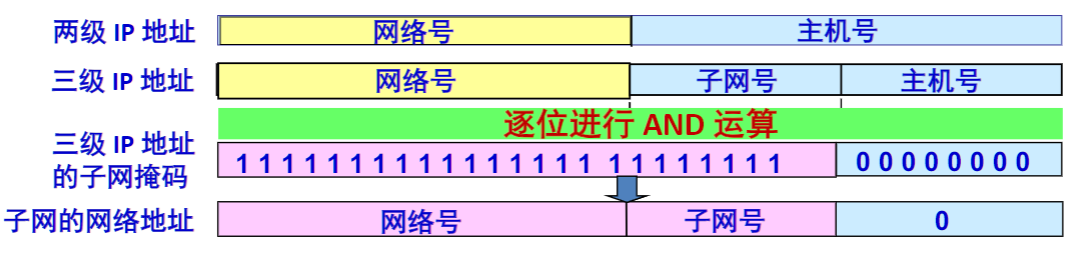 两级 IP 地址 网络号 主机号
三级 IP 地址 网络号 子网号 主机号
逐位进行 AND 运算
三级 IP 地址
的子网掩码
1 1 1 1 1 1 1 1 1 1 1 1 1 1 1 1 1 1 1 1 1 1 1 1 0 0 0 0 0 0 0 0
子网的网络地址 网络号 子网号 0